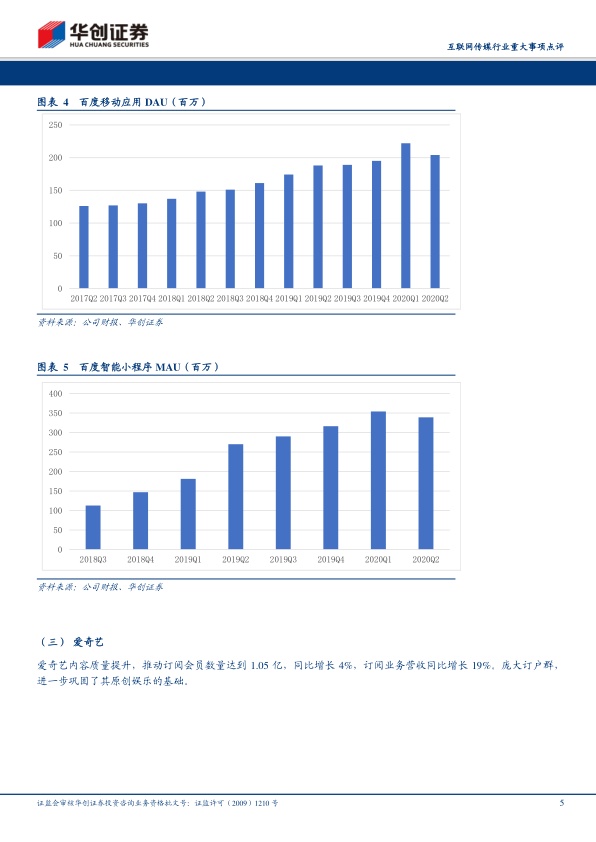 华创证券
HUA CHUANG SECURITIES
互联网传媒行业重大事项点评
图表 4 百度移动应用 DAU（百万）
250
200
150
100
50
0
2017Q2 2017Q3 2017Q4 2018Q1 2018Q2 2018Q3 2018Q4 2019Q1 2019Q2 2019Q3 2019Q4 2020Q1 2020Q2
资料来源：公司财报、华创证券
图表 5 百度智能小程序 MAU（百万）
400
350
300
250
200
150
100
50
0
2018Q3 2018Q4 2019Q1 2019Q2 2019Q3 2019Q4 2020Q1 2020Q2
资料来源：公司财报、华创证券
（三） 爱奇艺
爱奇艺内容质量提升，推动订阅会员数量达到 1.05 亿，同比增长 4%，订阅业务营收同比增长 19%。庞大订户群，
进一步巩固了其原创娱乐的基础。
证监会审核华创证券投资咨询业务资格批文号：证监许可（2009）1210 号
5